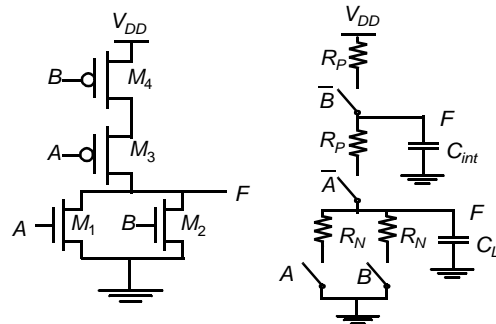 V_DD
B
M_4
A
M_3
F
A
M_1
B
M_2
V_DD
R_P
B̅
F
R_P
C_int
A̅
F
R_N
R_N
C_L
A
B